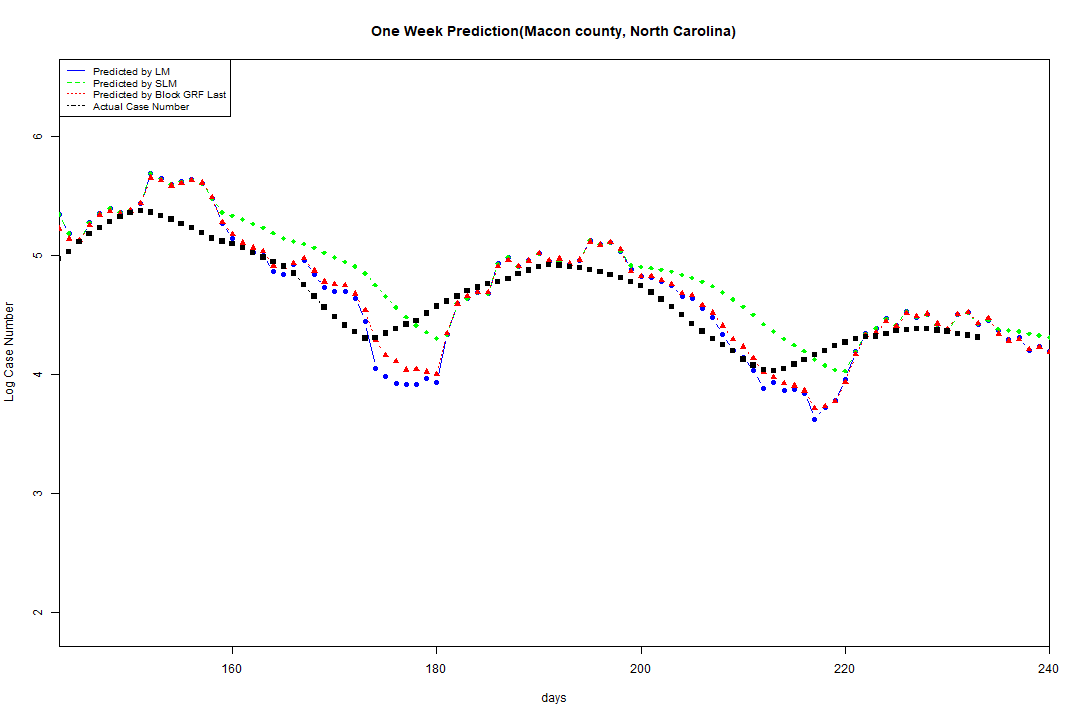 One Week Prediction(Macon county, North Carolina)
Predicted by LM
Predicted by SLM
Predicted by Block GRF Last
Actual Case Number
6
5
4
3
2
Log Case Number
160 180 200 220 240
days